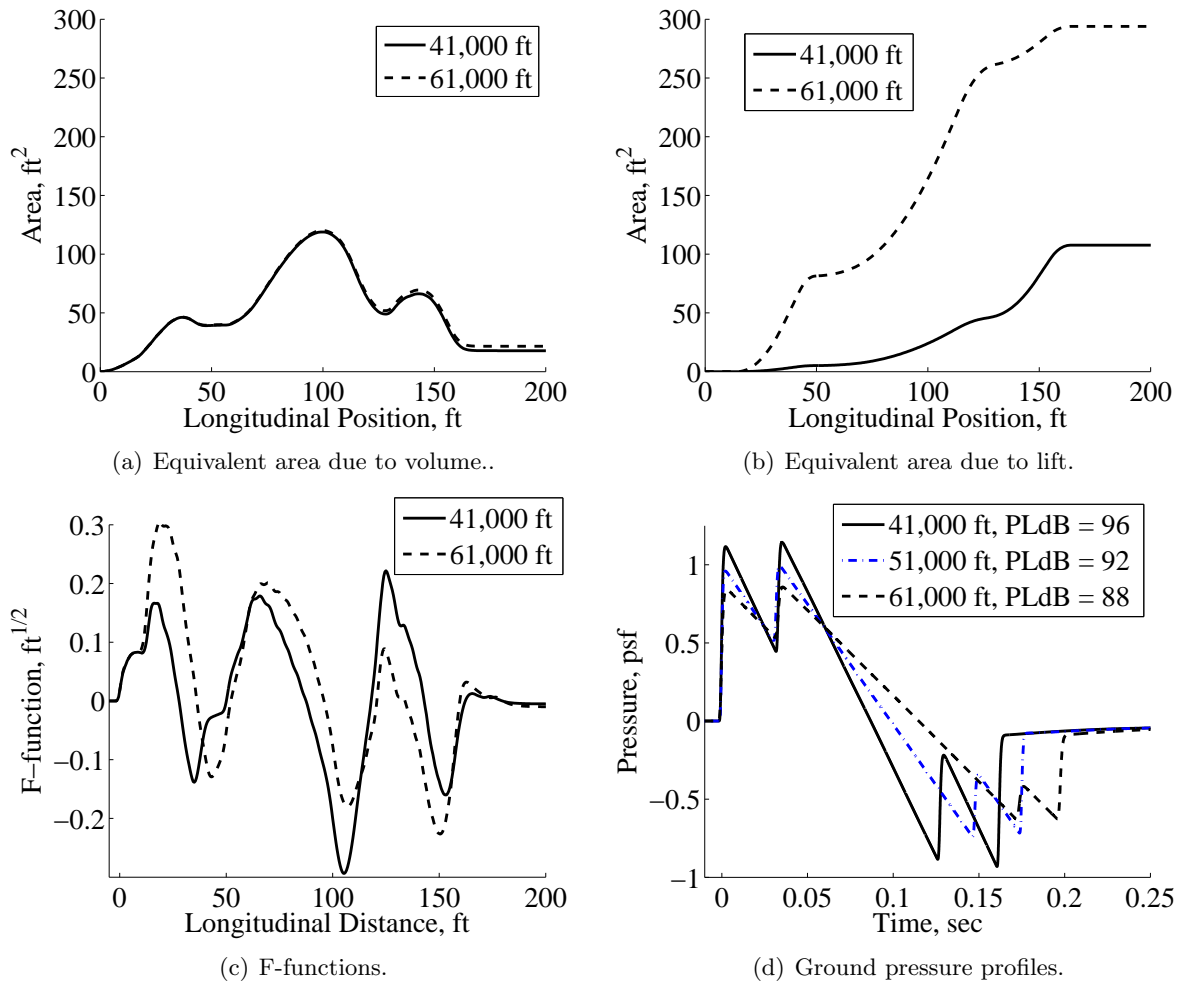 300
250
200
150
100
50
0
0 50 100 150 200
Area, ft²
Longitudinal Position, ft
41,000 ft
61,000 ft
(a) Equivalent area due to volume..
300
250
200
150
100
50
0
0 50 100 150 200
Area, ft²
Longitudinal Position, ft
41,000 ft
61,000 ft
(b) Equivalent area due to lift.
0.3
0.2
0.1
0
−0.1
−0.2
0 50 100 150 200
F−function, ft^1/2
Longitudinal Distance, ft
41,000 ft
61,000 ft
(c) F-functions.
1
0.5
0
−0.5
−1
0 0.05 0.1 0.15 0.2 0.25
Pressure, psf
Time, sec
41,000 ft, PLdB = 96
51,000 ft, PLdB = 92
61,000 ft, PLdB = 88
(d) Ground pressure profiles.